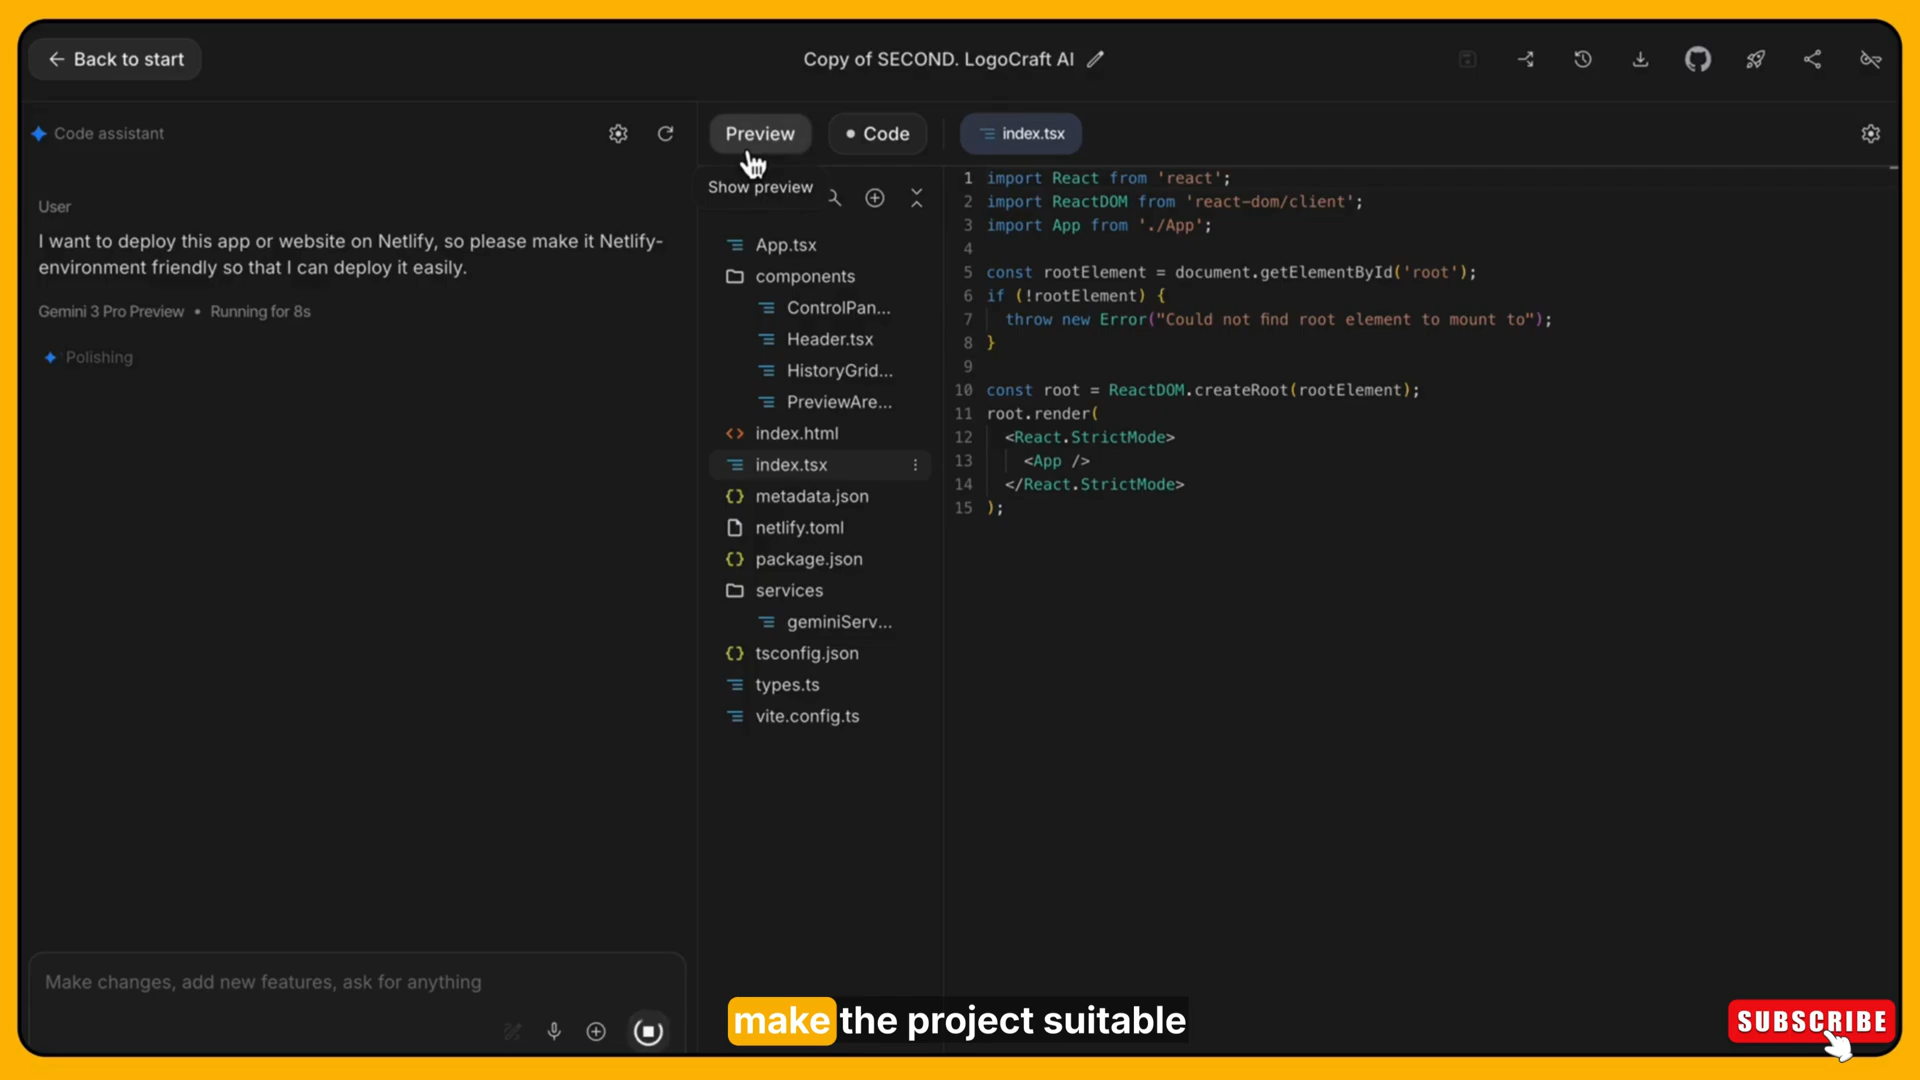 Back to start
Copy of SECOND. LogoCraft AI
Code assistant
Preview
Code
index.tsx
Show preview
User
I want to deploy this app or website on Netlify, so please make it Netlify-
environment friendly so that I can deploy it easily.
Gemini 3 Pro Preview • Running for 8s
Polishing
App.tsx
components
ControlPan...
Header.tsx
HistoryGrid...
PreviewAre...
index.html
index.tsx
metadata.json
netlify.toml
package.json
services
geminiServ...
tsconfig.json
types.ts
vite.config.ts
1 import React from 'react';
2 import ReactDOM from 'react-dom/client';
3 import App from './App';
4
5 const rootElement = document.getElementById('root');
6 if (!rootElement) {
7 throw new Error("Could not find root element to mount to");
8 }
9
10 const root = ReactDOM.createRoot(rootElement);
11 root.render(
12 <React.StrictMode>
13 <App />
14 </React.StrictMode>
15 );
Make changes, add new features, ask for anything
make the project suitable
SUBSCRIBE